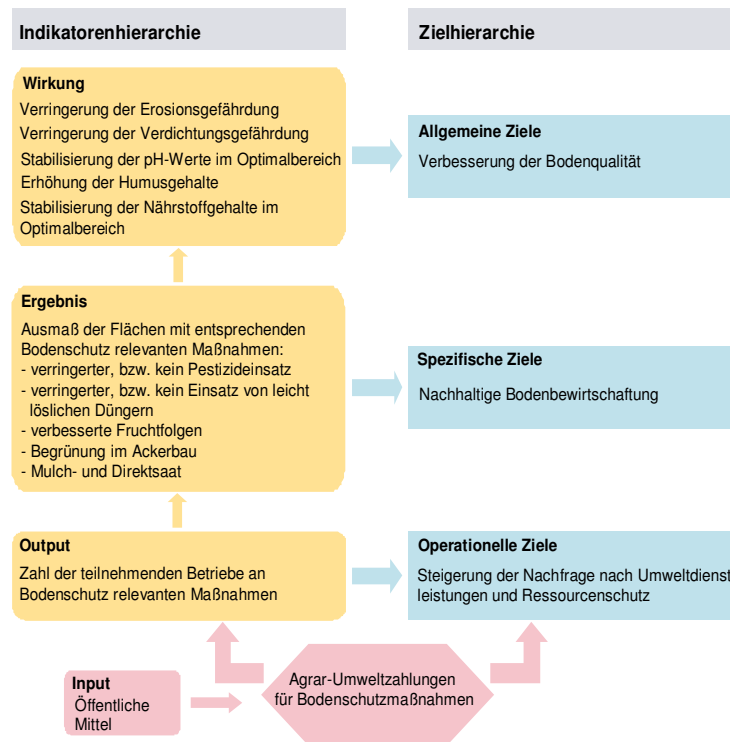 Indikatorenhierarchie
Zielhierarchie
Wirkung
Verringerung der Erosionsgefährdung
Verringerung der Verdichtungsgefährdung
Stabilisierung der pH-Werte im Optimalbereich
Erhöhung der Humusgehalte
Stabilisierung der Nährstoffgehalte im
Optimalbereich
Allgemeine Ziele
Verbesserung der Bodenqualität
Ergebnis
Ausmaß der Flächen mit entsprechenden
Bodenschutz relevanten Maßnahmen:
- verringerter, bzw. kein Pestizideinsatz
- verringerter, bzw. kein Einsatz von leicht
löslichen Düngern
- verbesserte Fruchtfolgen
- Begrünung im Ackerbau
- Mulch- und Direktsaat
Spezifische Ziele
Nachhaltige Bodenbewirtschaftung
Output
Zahl der teilnehmenden Betriebe an
Bodenschutz relevanten Maßnahmen
Operationelle Ziele
Steigerung der Nachfrage nach Umweltdienst
leistungen und Ressourcenschutz
Input
Öffentliche
Mittel
Agrar-Umweltzahlungen
für Bodenschutzmaßnahmen